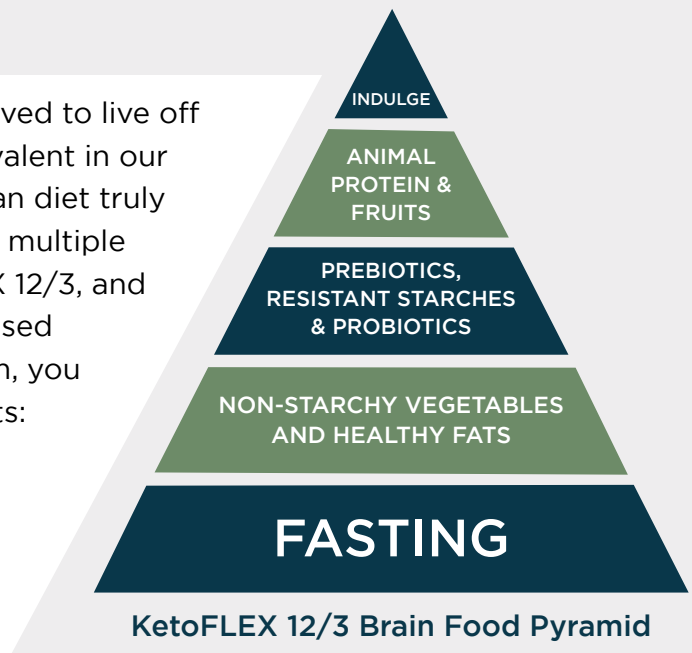 ved to live off
valent in our
an diet truly
multiple
X 12/3, and
sed
n, you
ts:
INDULGE
ANIMAL
PROTEIN &
FRUITS
PREBIOTICS,
RESISTANT STARCHES
& PROBIOTICS
NON-STARCHY VEGETABLES
AND HEALTHY FATS
FASTING
KetoFLEX 12/3 Brain Food Pyramid